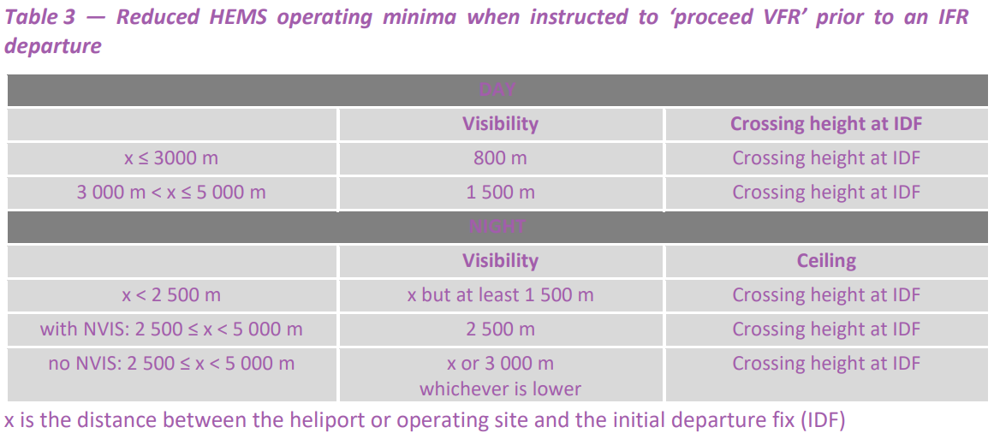 Table 3 — Reduced HEMS operating minima when instructed to ‘proceed VFR’ prior to an IFR
departure
DAY
Visibility Crossing height at IDF
x ≤ 3000 m 800 m Crossing height at IDF
3 000 m < x ≤ 5 000 m 1 500 m Crossing height at IDF
NIGHT
Visibility Ceiling
x < 2 500 m x but at least 1 500 m Crossing height at IDF
with NVIS: 2 500 ≤ x < 5 000 m 2 500 m Crossing height at IDF
no NVIS: 2 500 ≤ x < 5 000 m x or 3 000 m Crossing height at IDF
whichever is lower
x is the distance between the heliport or operating site and the initial departure fix (IDF)